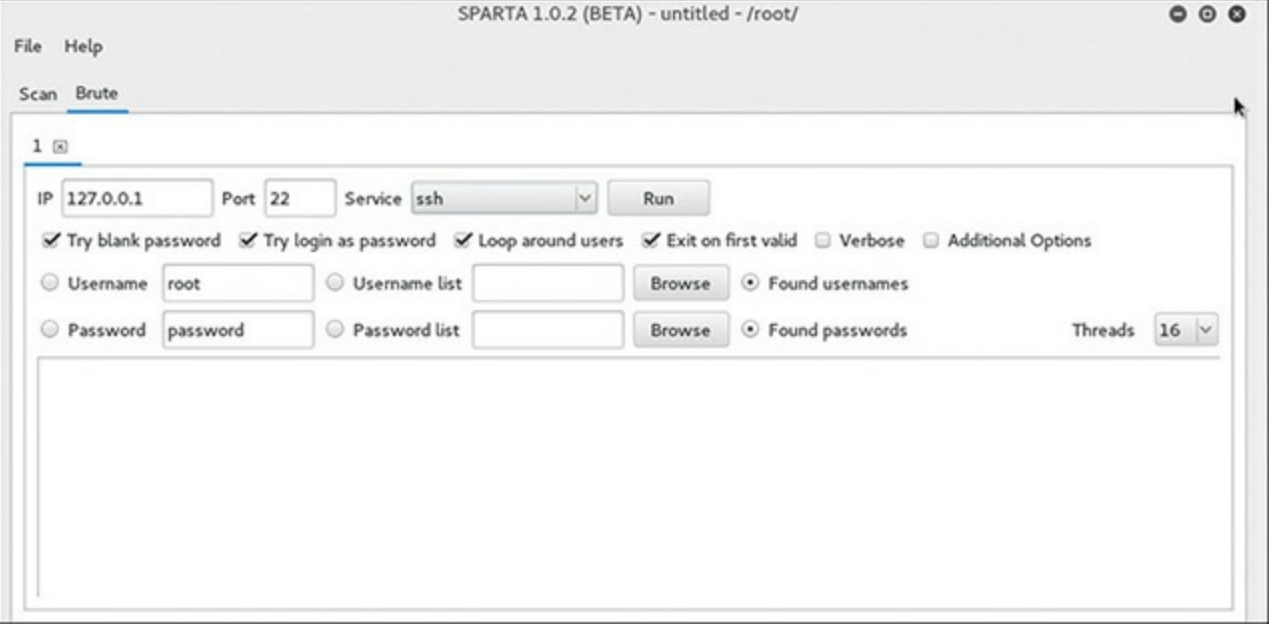 SPARTA 1.0.2 (BETA) - untitled - /root/
File Help
Scan Brute
1
IP 127.0.0.1 Port 22 Service ssh Run
Try blank password Try login as password Loop around users Exit on first valid Verbose Additional Options
Username root Username list Browse Found usernames
Password password Password list Browse Found passwords Threads 16